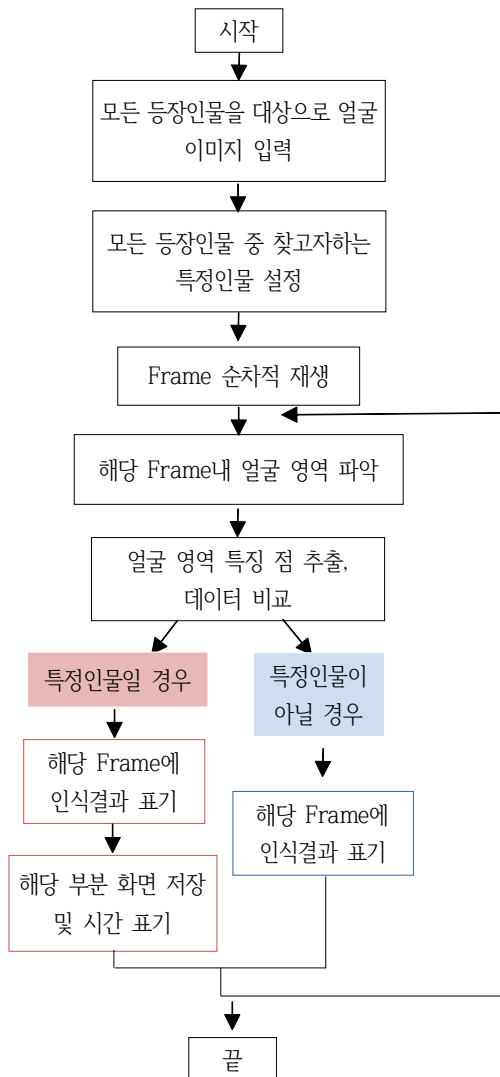 시작
모든 등장인물을 대상으로 얼굴
이미지 입력
모든 등장인물 중 찾고자하는
특정인물 설정
Frame 순차적 재생
해당 Frame내 얼굴 영역 파악
얼굴 영역 특징 점 추출,
데이터 비교
특정인물일 경우
특정인물이
아닐 경우
해당 Frame에
인식결과 표기
해당 Frame에
인식결과 표기
해당 부분 화면 저장
및 시간 표기
끝